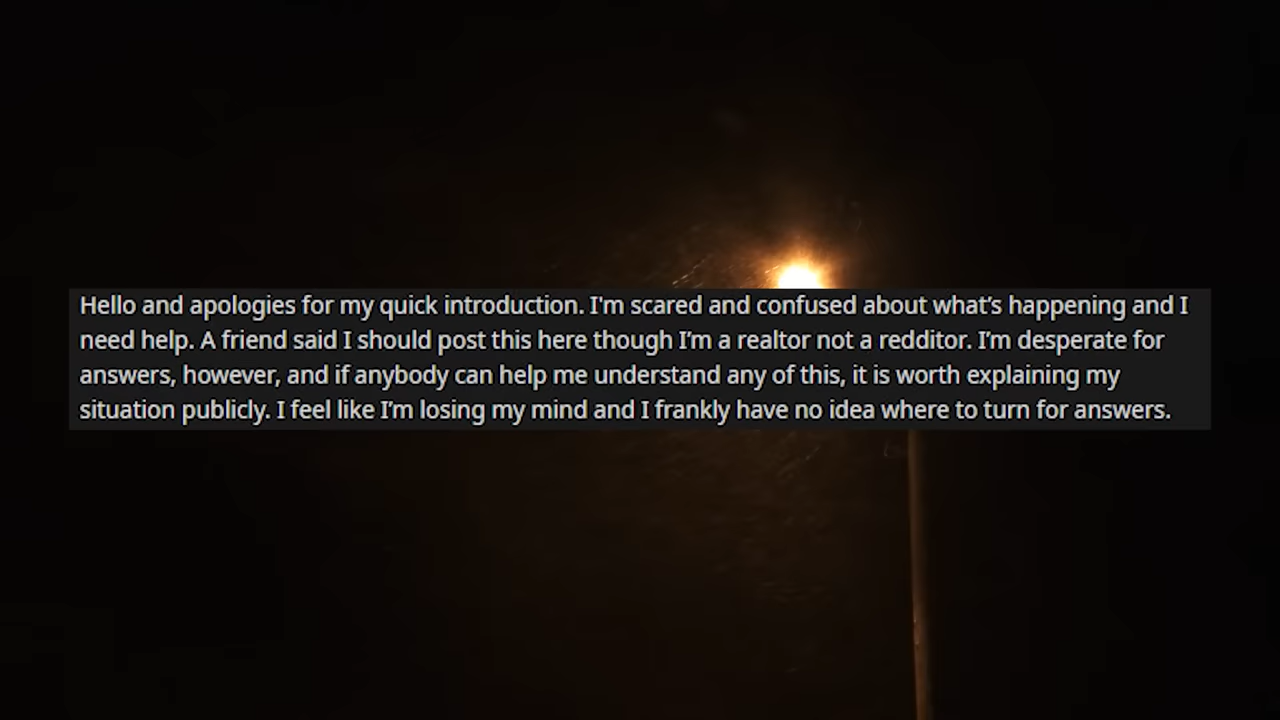 Hello and apologies for my quick introduction. I'm scared and confused about what’s happening and I
need help. A friend said I should post this here though I’m a realtor not a redditor. I’m desperate for
answers, however, and if anybody can help me understand any of this, it is worth explaining my
situation publicly. I feel like I’m losing my mind and I frankly have no idea where to turn for answers.